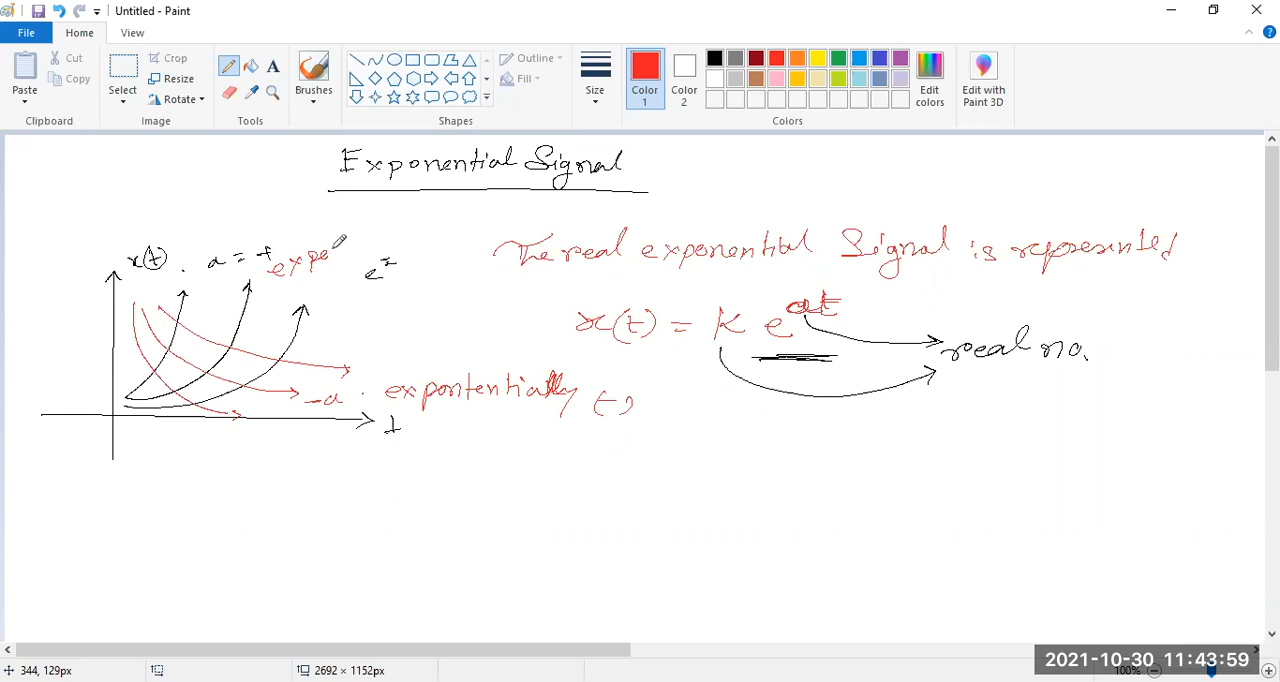 Untitled - Paint
File Home View
Paste Cut Copy Select Crop Resize Rotate A Brushes Outline Fill Size Color 1 Color 2 Edit colors Edit with Paint 3D
Clipboard Image Tools Shapes Colors
Exponential Signal
x(t) a = + expe
The real exponential Signal is represented
x(t) = K e^at
real no.
-a exponentially
t
344, 129px 2692 × 1152px 100%
2021-10-30 11:43:59